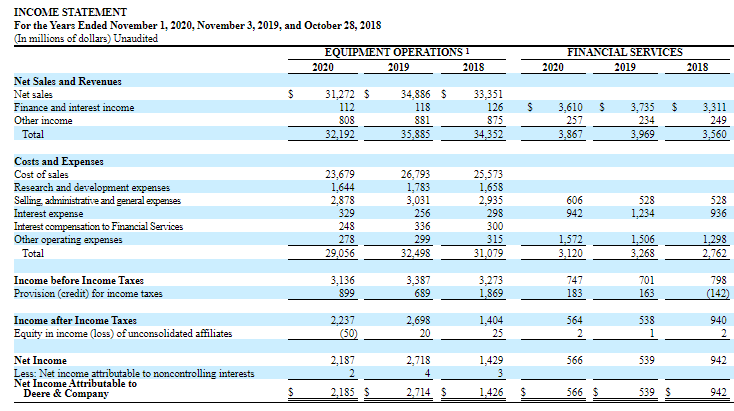 INCOME STATEMENT
For the Years Ended November 1, 2020, November 3, 2019, and October 28, 2018
(In millions of dollars) Unaudited
EQUIPMENT OPERATIONS 1 FINANCIAL SERVICES
2020 2019 2018 2020 2019 2018
Net Sales and Revenues
Net sales $ 31,272 $ 34,886 $ 33,351
Finance and interest income 112 118 126 $ 3,610 $ 3,735 $ 3,311
Other income 808 881 875 257 234 249
Total 32,192 35,885 34,352 3,867 3,969 3,560
Costs and Expenses
Cost of sales 23,679 26,793 25,573
Research and development expenses 1,644 1,783 1,658
Selling, administrative and general expenses 2,878 3,031 2,935 606 528 528
Interest expense 329 256 298 942 1,234 936
Interest compensation to Financial Services 248 336 300
Other operating expenses 278 299 315 1,572 1,506 1,298
Total 29,056 32,498 31,079 3,120 3,268 2,762
Income before Income Taxes 3,136 3,387 3,273 747 701 798
Provision (credit) for income taxes 899 689 1,869 183 163 (142)
Income after Income Taxes 2,237 2,698 1,404 564 538 940
Equity in income (loss) of unconsolidated affiliates (50) 20 25 2 1 2
Net Income 2,187 2,718 1,429 566 539 942
Less: Net income attributable to noncontrolling interests 2 4 3
Net Income Attributable to
Deere & Company $ 2,185 $ 2,714 $ 1,426 $ 566 $ 539 $ 942